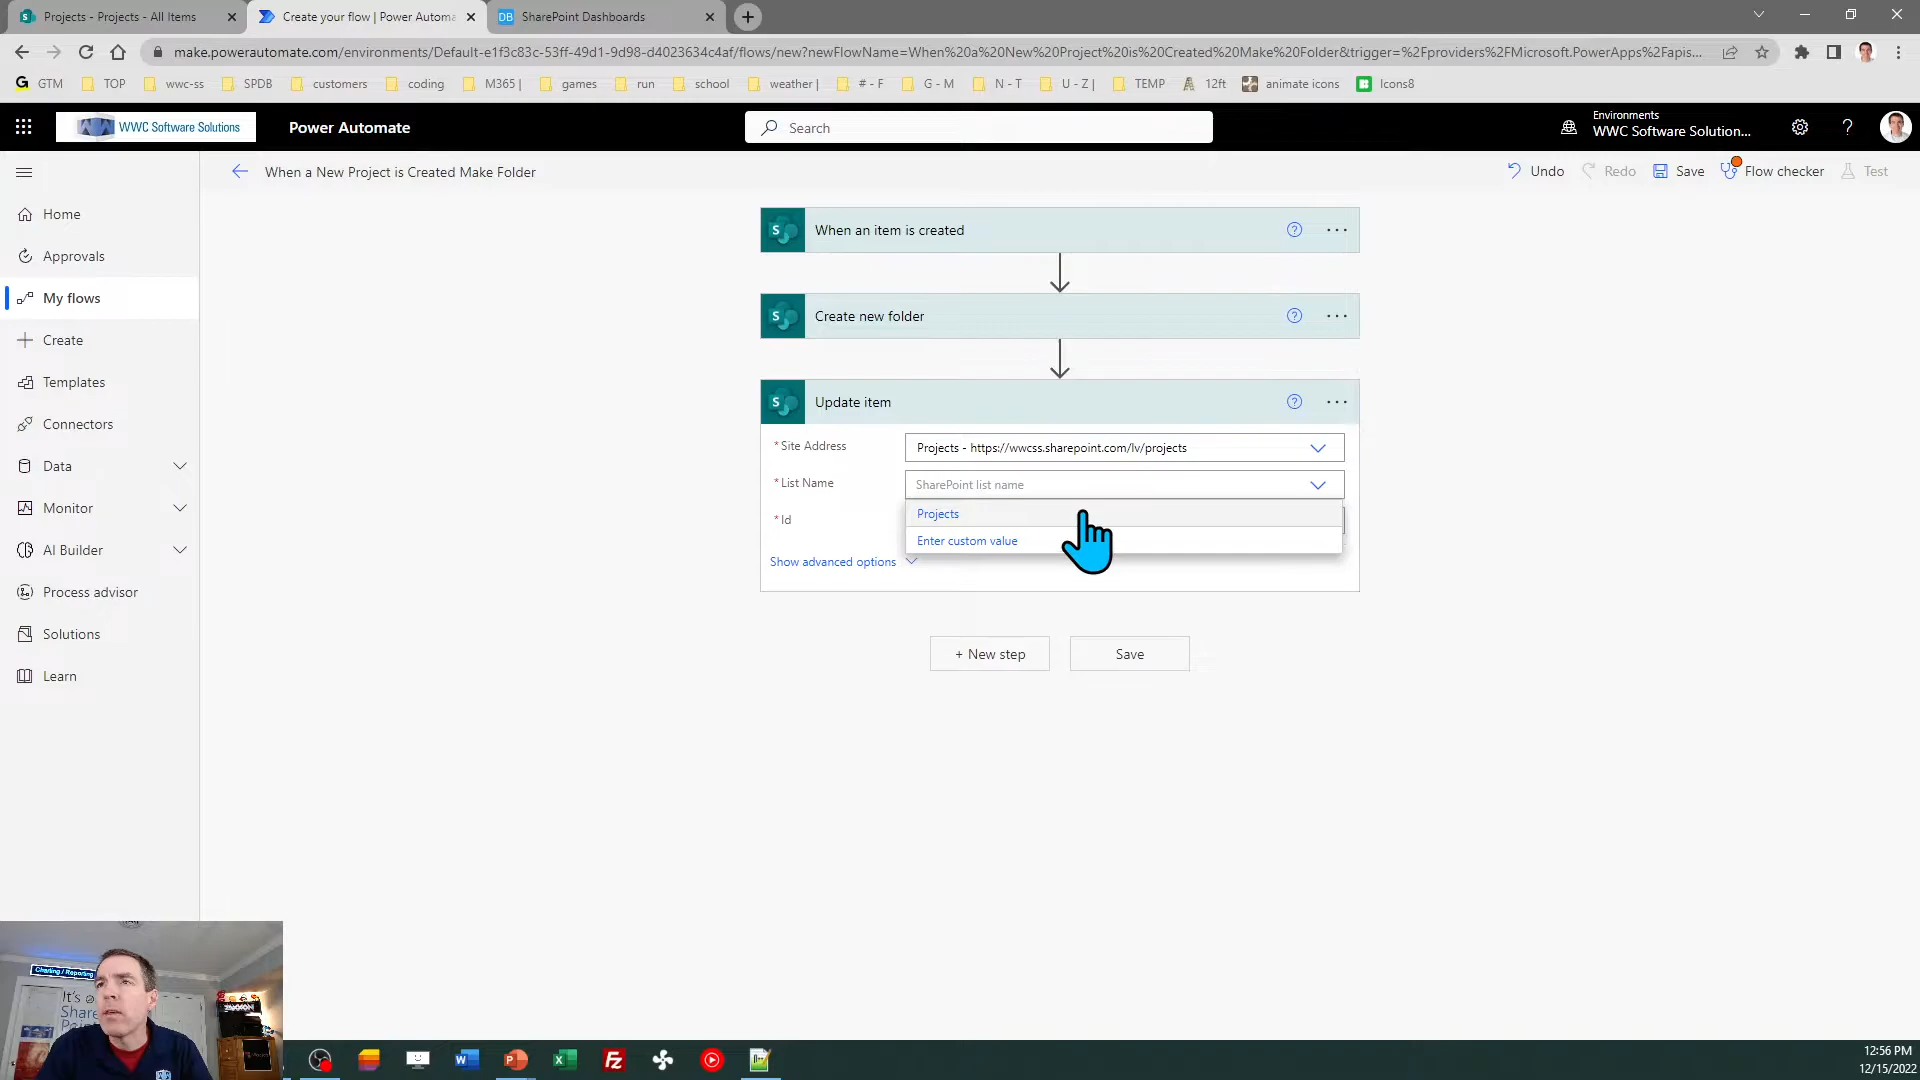 Projects - Projects - All Items
Create your flow | Power Automa
SharePoint Dashboards
make.powerautomate.com/environments/Default-e1f3c83c-53ff-49d1-9d98-d4023634c4af/flows/new?newFlowName=When%20a%20New%20Project%20is%20Created%20Make%20Folder&trigger=%2Fproviders%2FMicrosoft.PowerApps%2Fapis...
GTM TOP wwc-ss SPDB customers coding M365 | games run school weather | # - F G - M N - T U - Z | TEMP 12ft animate icons Icons8
WWC Software Solutions
Power Automate
Search
Environments
WWC Software Solution...
When a New Project is Created Make Folder
Undo
Redo
Save
Flow checker
Test
Home
Approvals
My flows
Create
Templates
Connectors
Data
Monitor
AI Builder
Process advisor
Solutions
Learn
When an item is created
Create new folder
Update item
* Site Address
Projects - https://wwcss.sharepoint.com/lv/projects
* List Name
SharePoint list name
Projects
Enter custom value
* Id
Show advanced options
+ New step
Save
Charting / Reporting
It's
Share
12:56 PM
12/15/2022